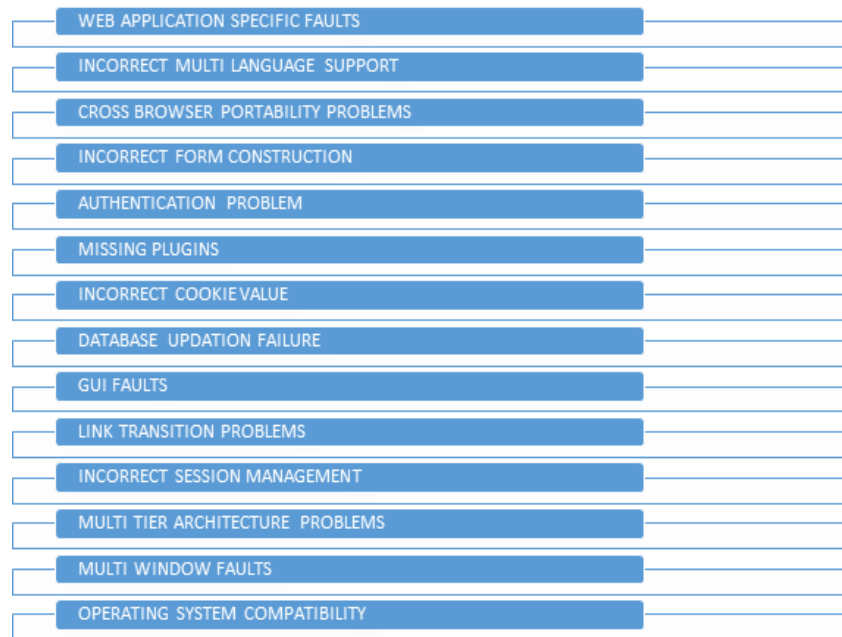 WEB APPLICATION SPECIFIC FAULTS
INCORRECT MULTI LANGUAGE SUPPORT
CROSS BROWSER PORTABILITY PROBLEMS
INCORRECT FORM CONSTRUCTION
AUTHENTICATION PROBLEM
MISSING PLUGINS
INCORRECT COOKIE VALUE
DATABASE UPDATION FAILURE
GUI FAULTS
LINK TRANSITION PROBLEMS
INCORRECT SESSION MANAGEMENT
MULTI TIER ARCHITECTURE PROBLEMS
MULTI WINDOW FAULTS
OPERATING SYSTEM COMPATIBILITY